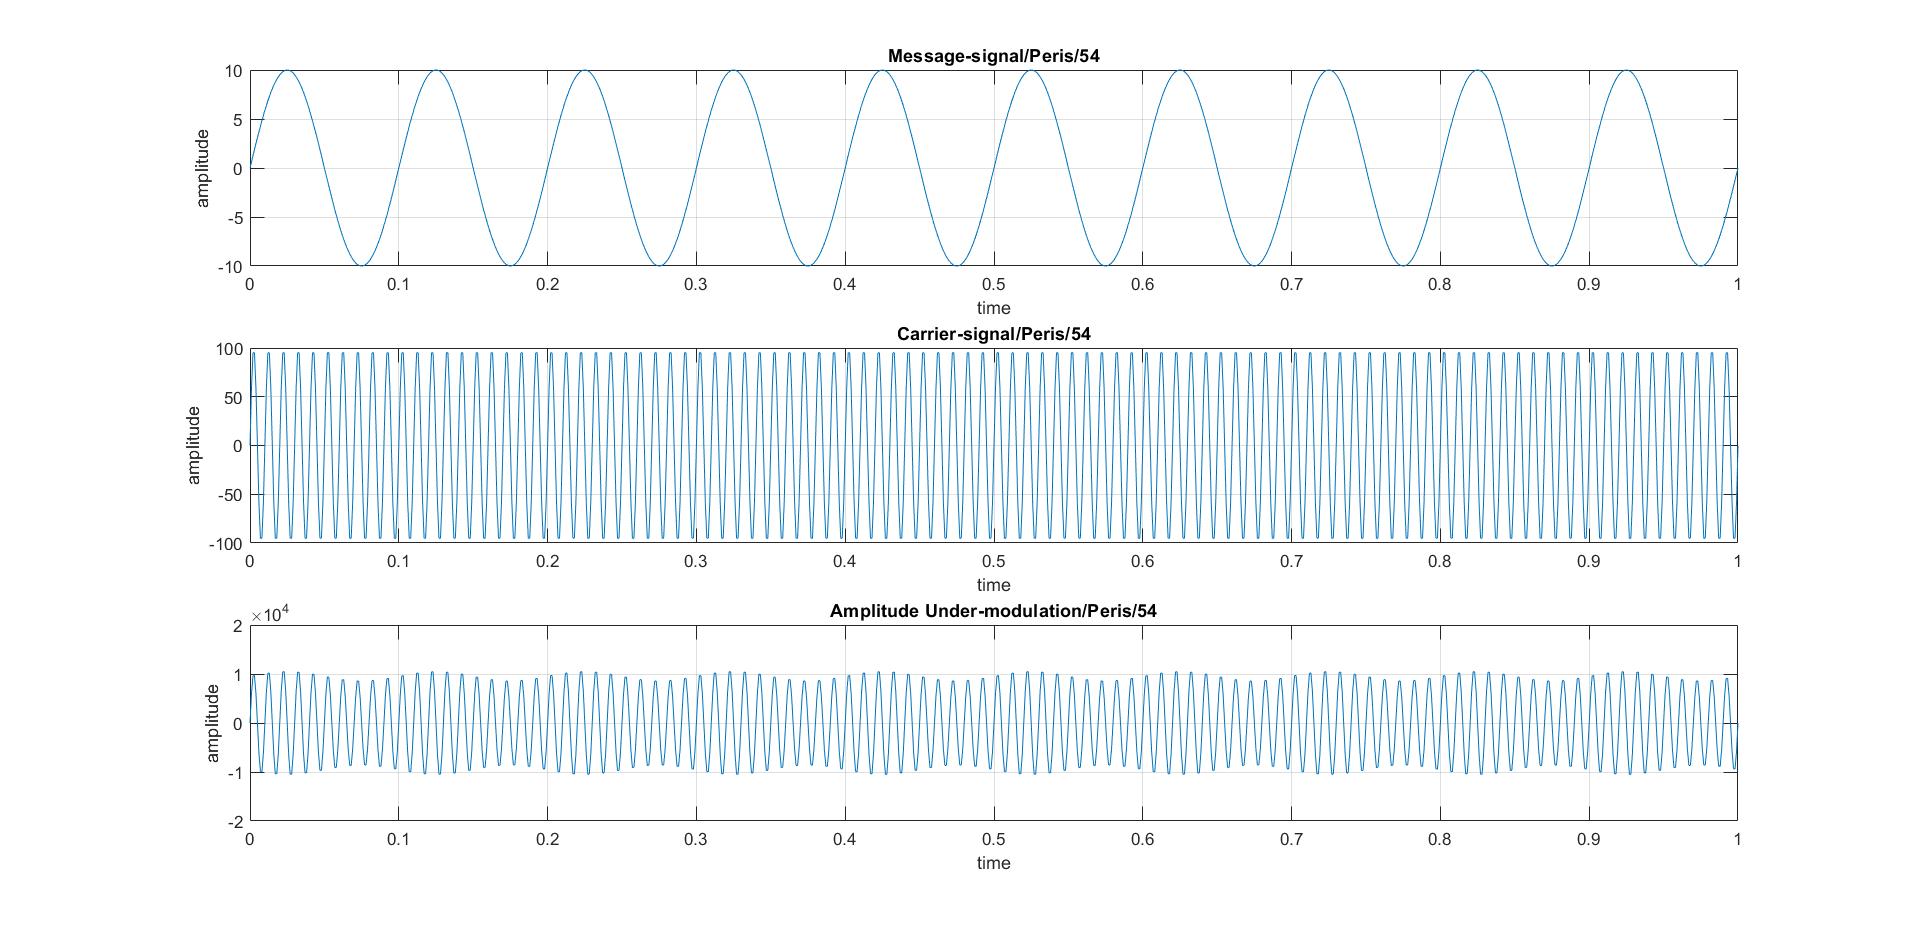 Message-signal/Peris/54
10
5
0
-5
-10
amplitude
0 0.1 0.2 0.3 0.4 0.5 0.6 0.7 0.8 0.9 1
time
Carrier-signal/Peris/54
100
50
0
-50
-100
amplitude
0 0.1 0.2 0.3 0.4 0.5 0.6 0.7 0.8 0.9 1
time
Amplitude Under-modulation/Peris/54
×10⁴
2
1
0
-1
-2
amplitude
0 0.1 0.2 0.3 0.4 0.5 0.6 0.7 0.8 0.9 1
time